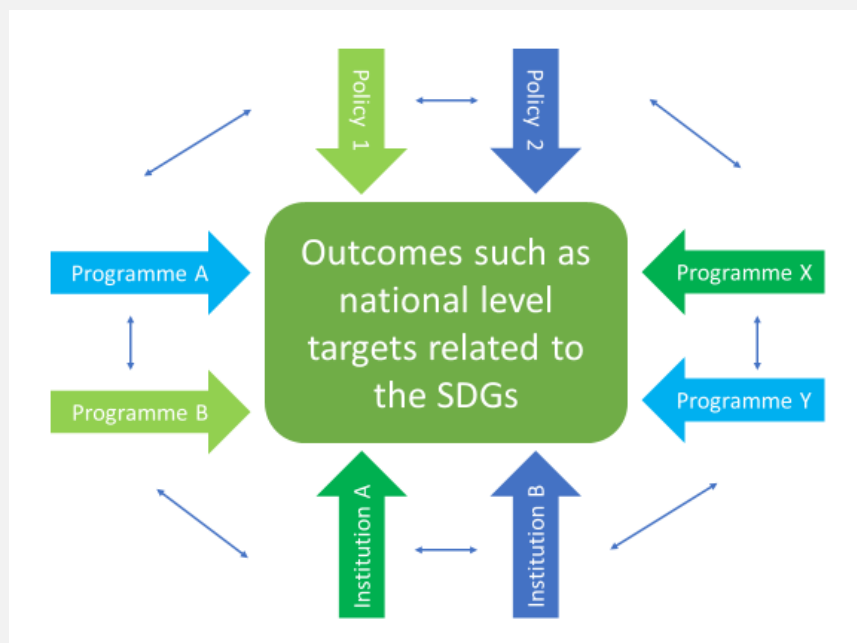 Policy 1
Policy 2
Programme A
Outcomes such as
national level
targets related to
the SDGs
Programme X
Programme B
Programme Y
Institution A
Institution B